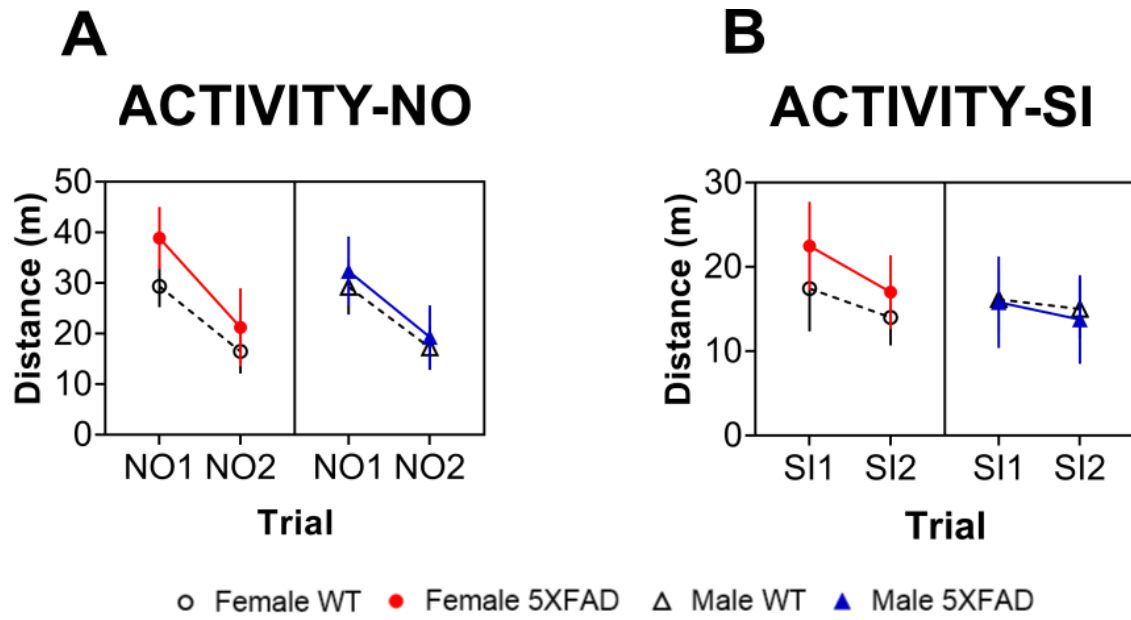 A
B
ACTIVITY-NO
ACTIVITY-SI
Distance (m)
50
40
30
20
10
0
NO1 NO2 NO1 NO2
Trial
Distance (m)
30
20
10
0
SI1 SI2 SI1 SI2
Trial
Female WT Female 5XFAD Male WT Male 5XFAD